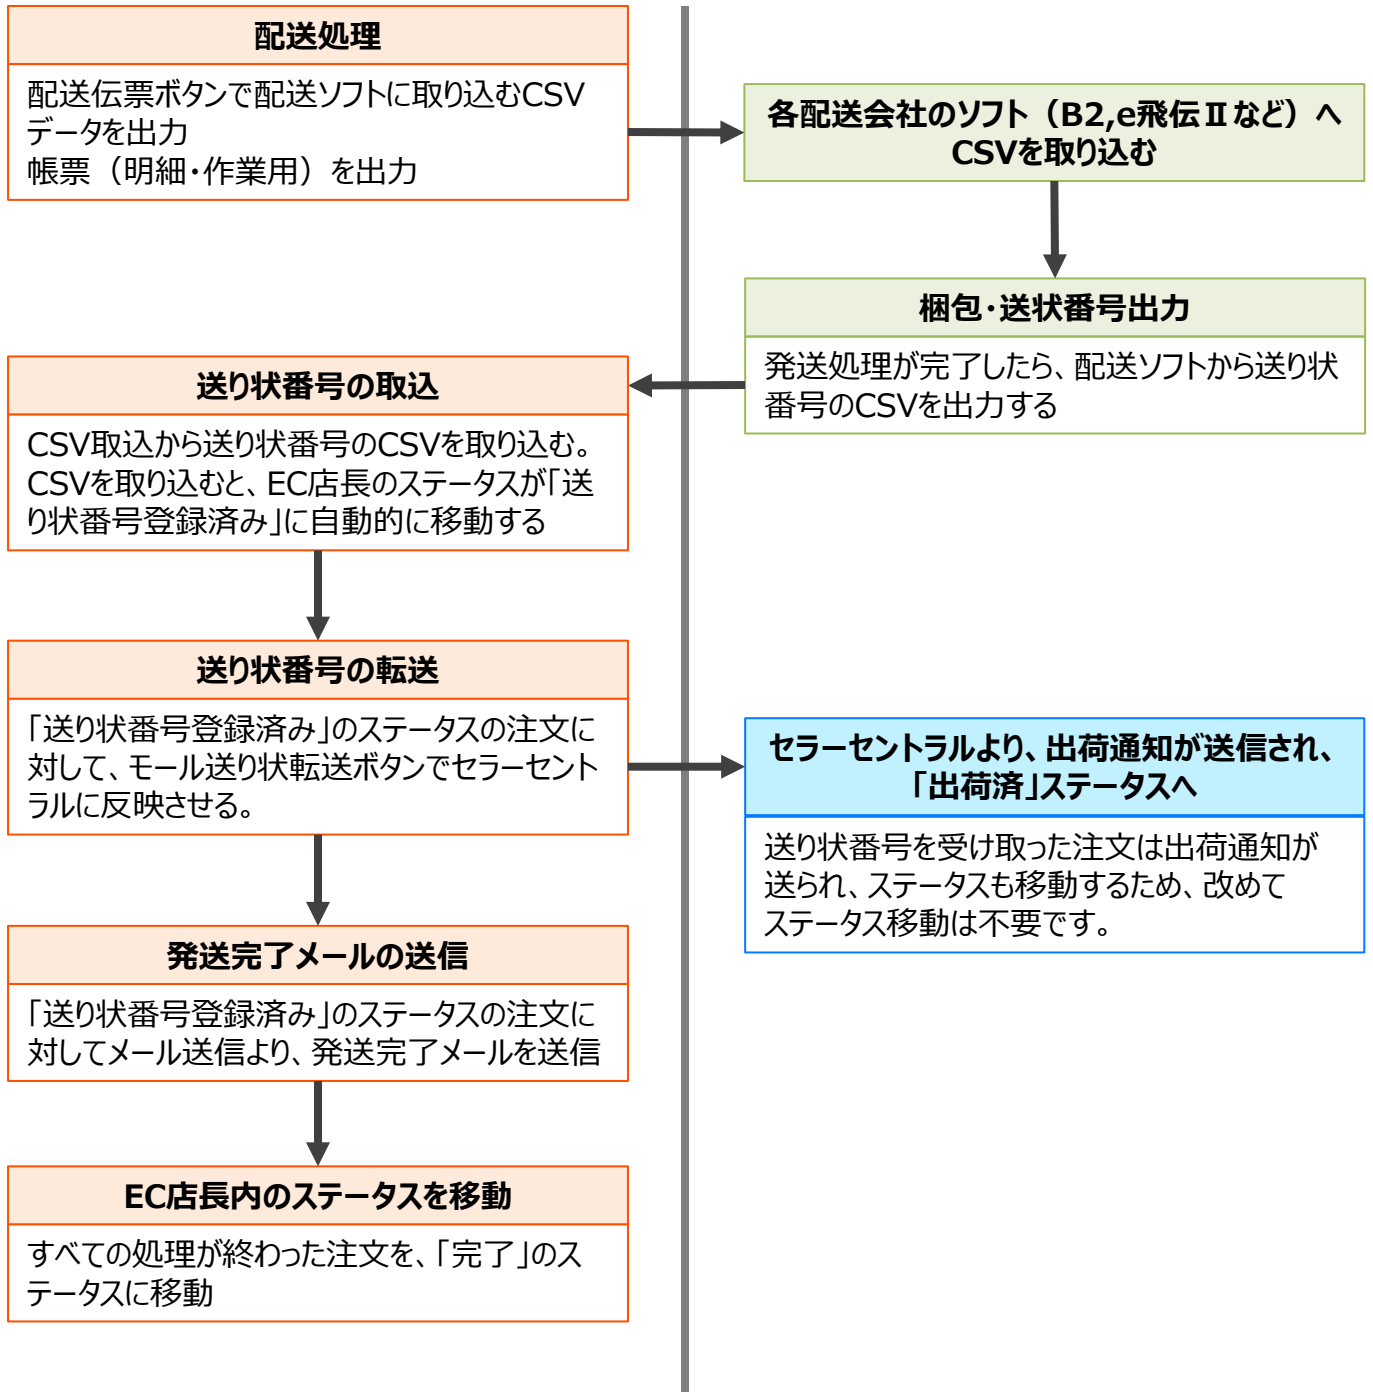 配送処理
配送伝票ボタンで配送ソフトに取り込むCSV
データを出力
帳票（明細・作業用）を出力
各配送会社のソフト（B2,e飛伝Ⅱなど）へ
CSVを取り込む
梱包・送状番号出力
発送処理が完了したら、配送ソフトから送り状
番号のCSVを出力する
送り状番号の取込
CSV取込から送り状番号のCSVを取り込む。
CSVを取り込むと、EC店長のステータスが「送
り状番号登録済み」に自動的に移動する
送り状番号の転送
「送り状番号登録済み」のステータスの注文に
対して、モール送り状転送ボタンでセラーセント
ラルに反映させる。
セラーセントラルより、出荷通知が送信され、
「出荷済」ステータスへ
送り状番号を受け取った注文は出荷通知が
送られ、ステータスも移動するため、改めて
ステータス移動は不要です。
発送完了メールの送信
「送り状番号登録済み」のステータスの注文に
対してメール送信より、発送完了メールを送信
EC店長内のステータスを移動
すべての処理が終わった注文を、「完了」のス
テータスに移動